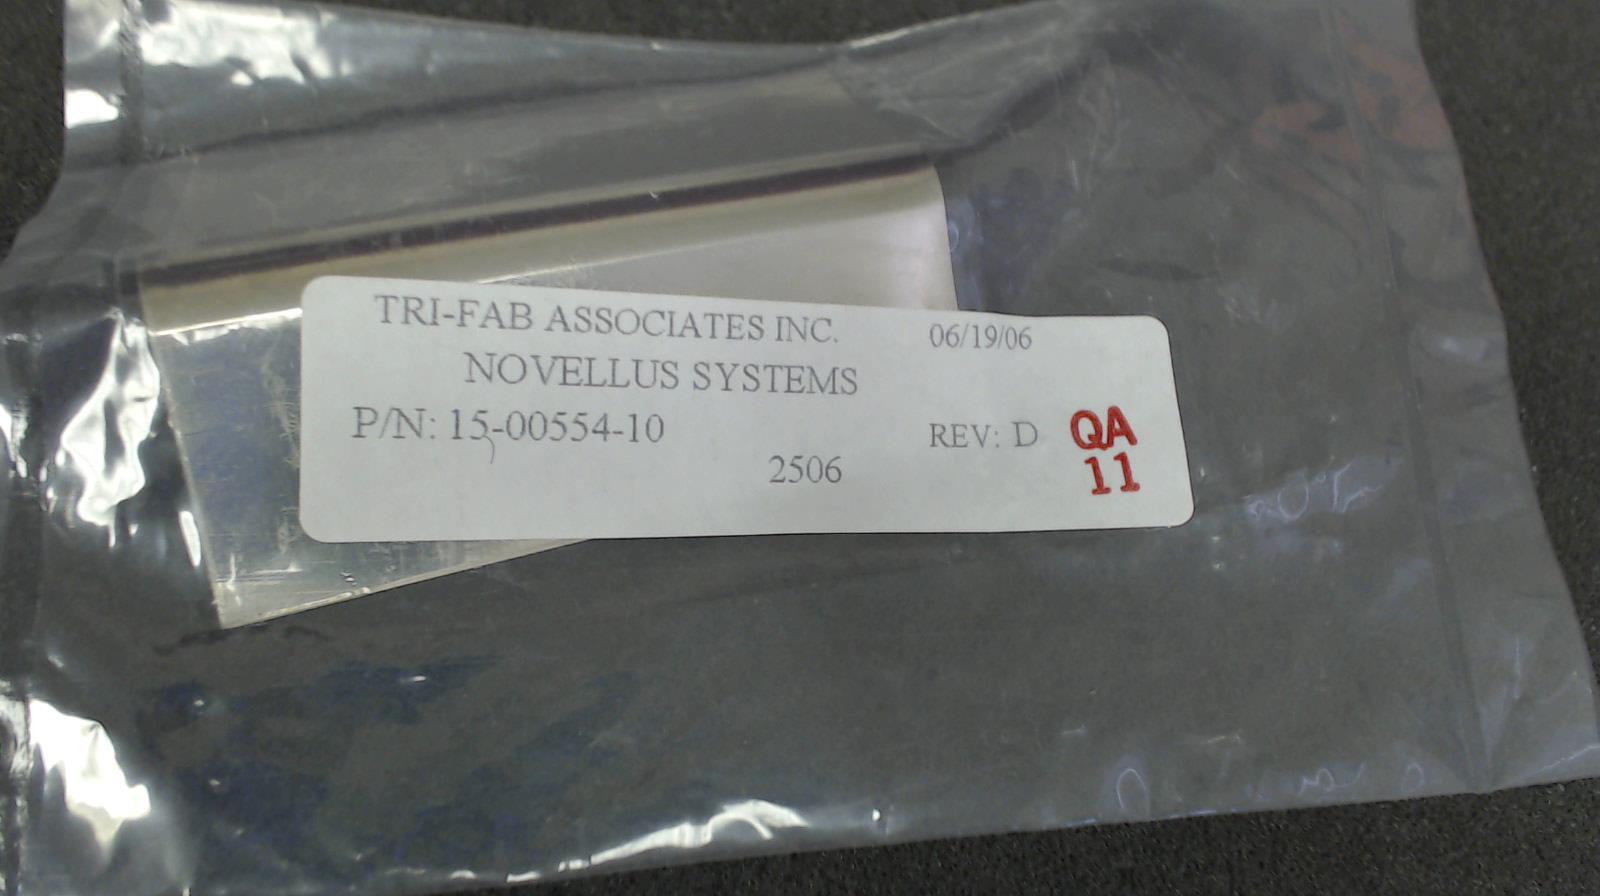 TRI-FAB ASSOCIATES INC. 06/19/06
NOVELLUS SYSTEMS
P/N: 15-00554-10 REV: D QA
2506 11